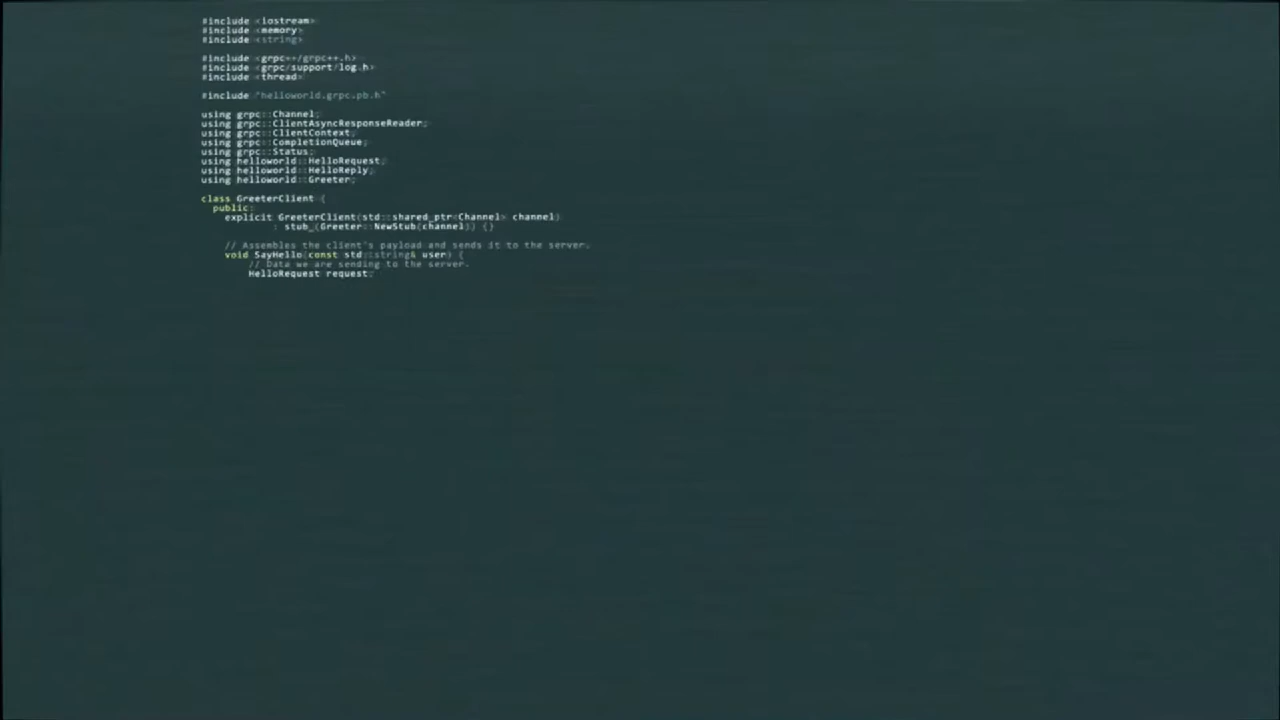 #include <iostream>
#include <memory>
#include <string>
#include <grpc++/grpc++.h>
#include <grpc/support/log.h>
#include <thread>
#include "helloworld.grpc.pb.h"
using grpc::Channel;
using grpc::ClientAsyncResponseReader;
using grpc::ClientContext;
using grpc::CompletionQueue;
using grpc::Status;
using helloworld::HelloRequest;
using helloworld::HelloReply;
using helloworld::Greeter;
class GreeterClient {
public:
explicit GreeterClient(std::shared_ptr<Channel> channel)
: stub_(Greeter::NewStub(channel)) {}
// Assembles the client's payload and sends it to the server.
void SayHello(const std::string& user) {
// Data we are sending to the server.
HelloRequest request;